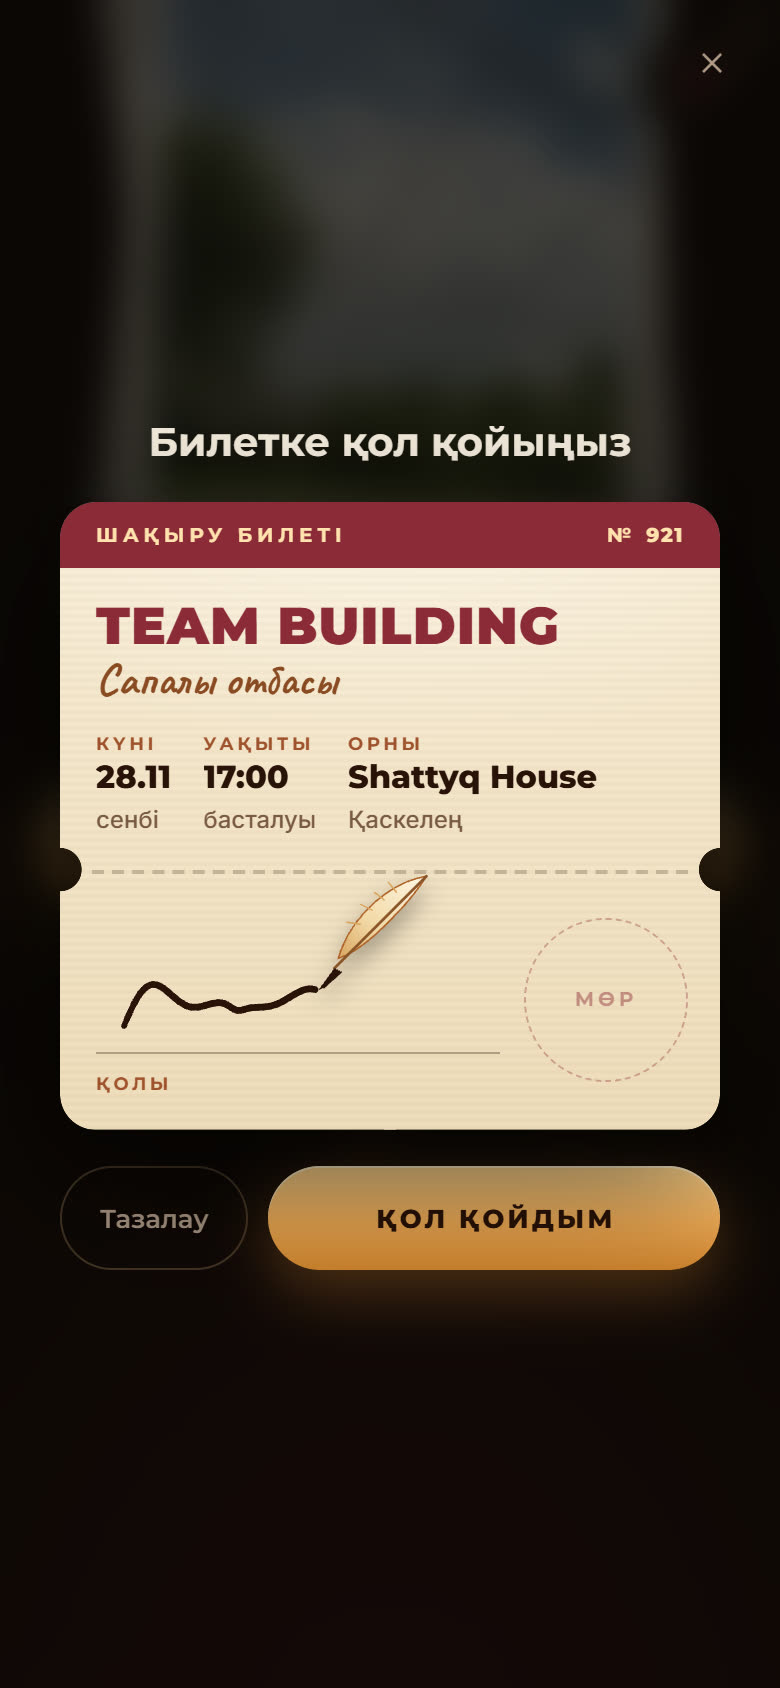 Билетке қол қойыңыз
ШАҚЫРУ БИЛЕТІ № 921
TEAM BUILDING
Сапалы отбасы
КҮНІ УАҚЫТЫ ОРНЫ
28.11 17:00 Shattyq House
сенбі басталуы Қаскелең
МӨР
ҚОЛЫ
Тазалау ҚОЛ ҚОЙДЫМ